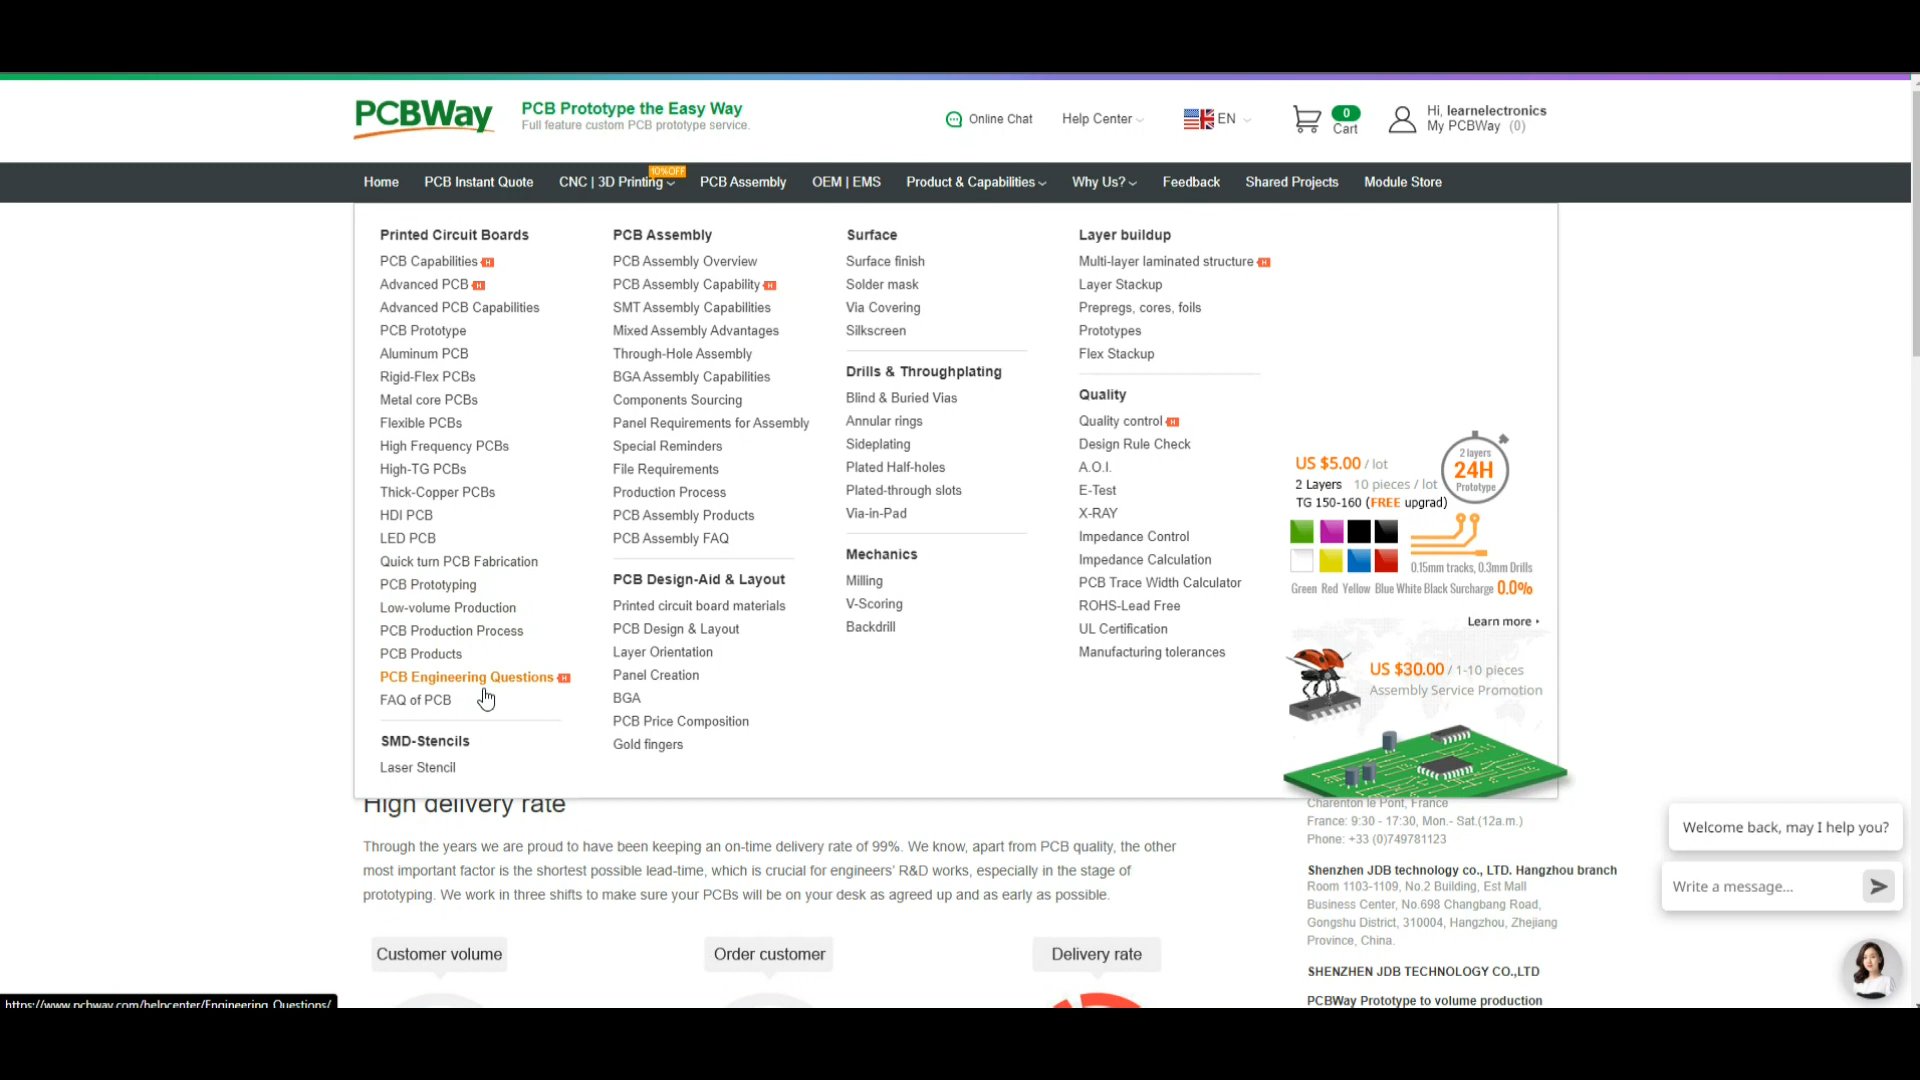 PCBWay
PCB Prototype the Easy Way
Full feature custom PCB prototype service.
Online Chat
Help Center
EN
0
Cart
Hi, learnelectronics
My PCBWay (0)
10%OFF
Home
PCB Instant Quote
CNC | 3D Printing
PCB Assembly
OEM | EMS
Product & Capabilities
Why Us?
Feedback
Shared Projects
Module Store
Printed Circuit Boards
PCB Capabilities H
Advanced PCB H
Advanced PCB Capabilities
PCB Prototype
Aluminum PCB
Rigid-Flex PCBs
Metal core PCBs
Flexible PCBs
High Frequency PCBs
High-TG PCBs
Thick-Copper PCBs
HDI PCB
LED PCB
Quick turn PCB Fabrication
PCB Prototyping
Low-volume Production
PCB Production Process
PCB Products
PCB Engineering Questions H
FAQ of PCB
SMD-Stencils
Laser Stencil
PCB Assembly
PCB Assembly Overview
PCB Assembly Capability H
SMT Assembly Capabilities
Mixed Assembly Advantages
Through-Hole Assembly
BGA Assembly Capabilities
Components Sourcing
Panel Requirements for Assembly
Special Reminders
File Requirements
Production Process
PCB Assembly Products
PCB Assembly FAQ
PCB Design-Aid & Layout
Printed circuit board materials
PCB Design & Layout
Layer Orientation
Panel Creation
BGA
PCB Price Composition
Gold fingers
Surface
Surface finish
Solder mask
Via Covering
Silkscreen
Drills & Throughplating
Blind & Buried Vias
Annular rings
Sideplating
Plated Half-holes
Plated-through slots
Via-in-Pad
Mechanics
Milling
V-Scoring
Backdrill
Layer buildup
Multi-layer laminated structure H
Layer Stackup
Prepregs, cores, foils
Prototypes
Flex Stackup
Quality
Quality control H
Design Rule Check
A.O.I.
E-Test
X-RAY
Impedance Control
Impedance Calculation
PCB Trace Width Calculator
ROHS-Lead Free
UL Certification
Manufacturing tolerances
US $5.00 / lot
2 Layers 10 pieces / lot
TG 150-160 (FREE upgrad)
2 layers
24H
Prototype
0.15mm tracks, 0.3mm Drills
Green Red Yellow Blue White Black Surcharge 0.0%
Learn more
US $30.00 / 1-10 pieces
Assembly Service Promotion
High delivery rate
Through the years we are proud to have been keeping an on-time delivery rate of 99%. We know, apart from PCB quality, the other
most important factor is the shortest possible lead-time, which is crucial for engineers' R&D works, especially in the stage of
prototyping. We work in three shifts to make sure your PCBs will be on your desk as agreed up and as early as possible.
Customer volume
Order customer
Delivery rate
Charenton le Pont, France
France: 9:30 - 17:30, Mon.- Sat.(12a.m.)
Phone: +33 (0)749781123
Shenzhen JDB technology co., LTD. Hangzhou branch
Room 1103-1109, No.2 Building, Est Mall
Business Center, No.698 Changbang Road,
Gongshu District, 310004, Hangzhou, Zhejiang
Province, China.
SHENZHEN JDB TECHNOLOGY CO.,LTD
PCBWay Prototype to volume production
Welcome back, may I help you?
Write a message...
https://www.pcbway.com/helpcenter/Engineering_Questions/